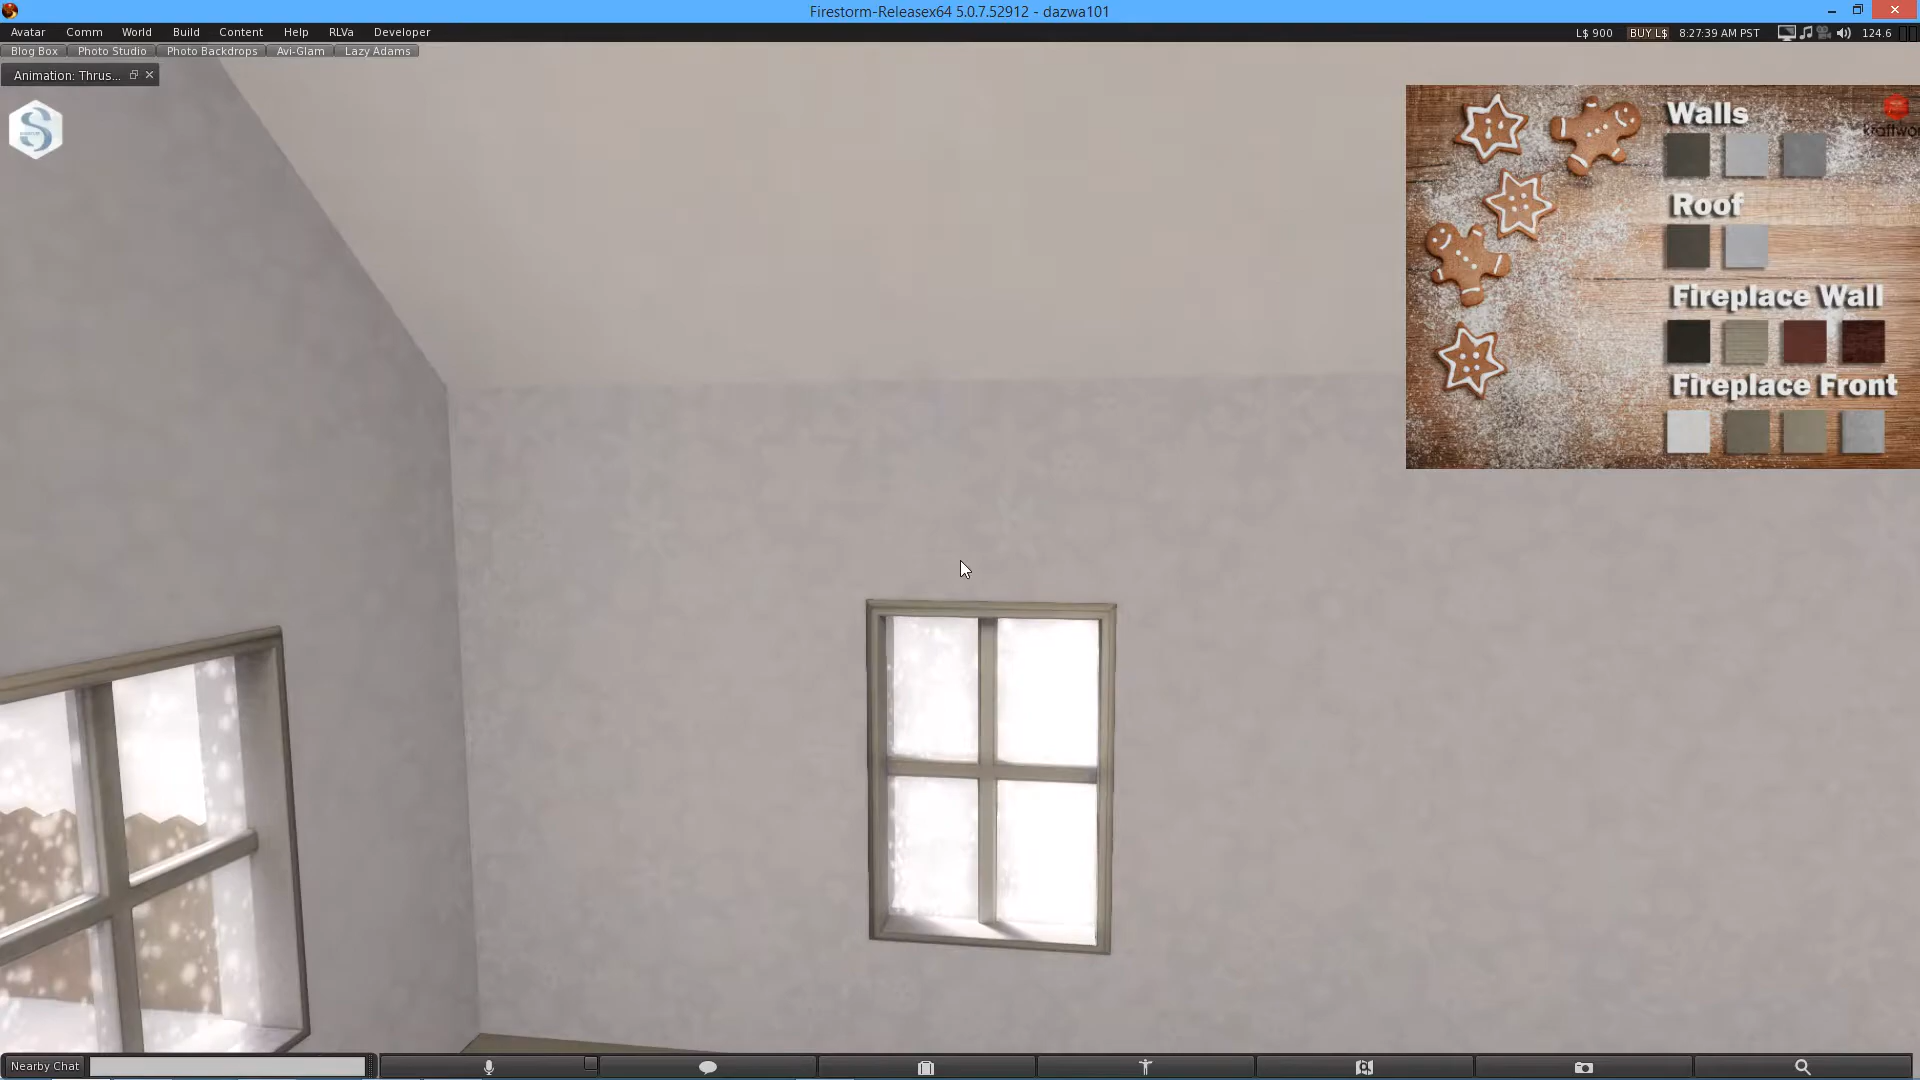 Firestorm-Releasex64 5.0.7.52912 - dazwa101
Avatar Comm World Build Content Help RLVa Developer
L$ 900 BUY L$ 8:27:39 AM PST 124.6
Blog Box Photo Studio Photo Backdrops Avi-Glam Lazy Adams
Animation: Thrus...
Walls
Roof
Fireplace Wall
Fireplace Front
Nearby Chat